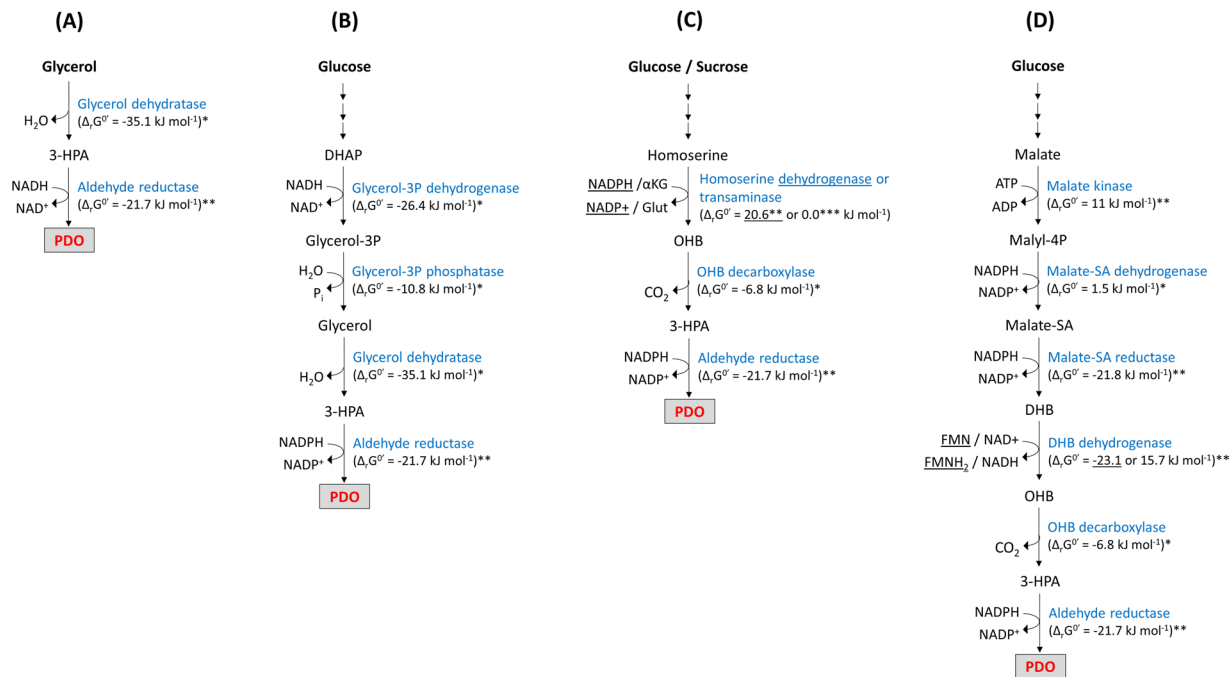 (A)
Glycerol
Glycerol dehydratase
(ΔrG0′ = -35.1 kJ mol-1)*
H2O
3-HPA
NADH
NAD+
Aldehyde reductase
(ΔrG0′ = -21.7 kJ mol-1)**
PDO
(B)
Glucose
DHAP
NADH
NAD+
Glycerol-3P dehydrogenase
(ΔrG0′ = -26.4 kJ mol-1)*
Glycerol-3P
H2O
Pi
Glycerol-3P phosphatase
(ΔrG0′ = -10.8 kJ mol-1)*
Glycerol
Glycerol dehydratase
(ΔrG0′ = -35.1 kJ mol-1)*
H2O
3-HPA
NADPH
NADP+
Aldehyde reductase
(ΔrG0′ = -21.7 kJ mol-1)**
PDO
(C)
Glucose / Sucrose
Homoserine
NADPH /αKG
NADP+ / Glut
Homoserine dehydrogenase or
transaminase
(ΔrG0′ = 20.6** or 0.0*** kJ mol-1)
OHB
OHB decarboxylase
(ΔrG0′ = -6.8 kJ mol-1)*
CO2
3-HPA
NADPH
NADP+
Aldehyde reductase
(ΔrG0′ = -21.7 kJ mol-1)**
PDO
(D)
Glucose
Malate
ATP
ADP
Malate kinase
(ΔrG0′ = 11 kJ mol-1)**
Malyl-4P
NADPH
NADP+
Malate-SA dehydrogenase
(ΔrG0′ = 1.5 kJ mol-1)*
Malate-SA
NADPH
NADP+
Malate-SA reductase
(ΔrG0′ = -21.8 kJ mol-1)**
DHB
FMN / NAD+
FMNH2 / NADH
DHB dehydrogenase
(ΔrG0′ = -23.1 or 15.7 kJ mol-1)**
OHB
OHB decarboxylase
(ΔrG0′ = -6.8 kJ mol-1)*
CO2
3-HPA
NADPH
NADP+
Aldehyde reductase
(ΔrG0′ = -21.7 kJ mol-1)**
PDO